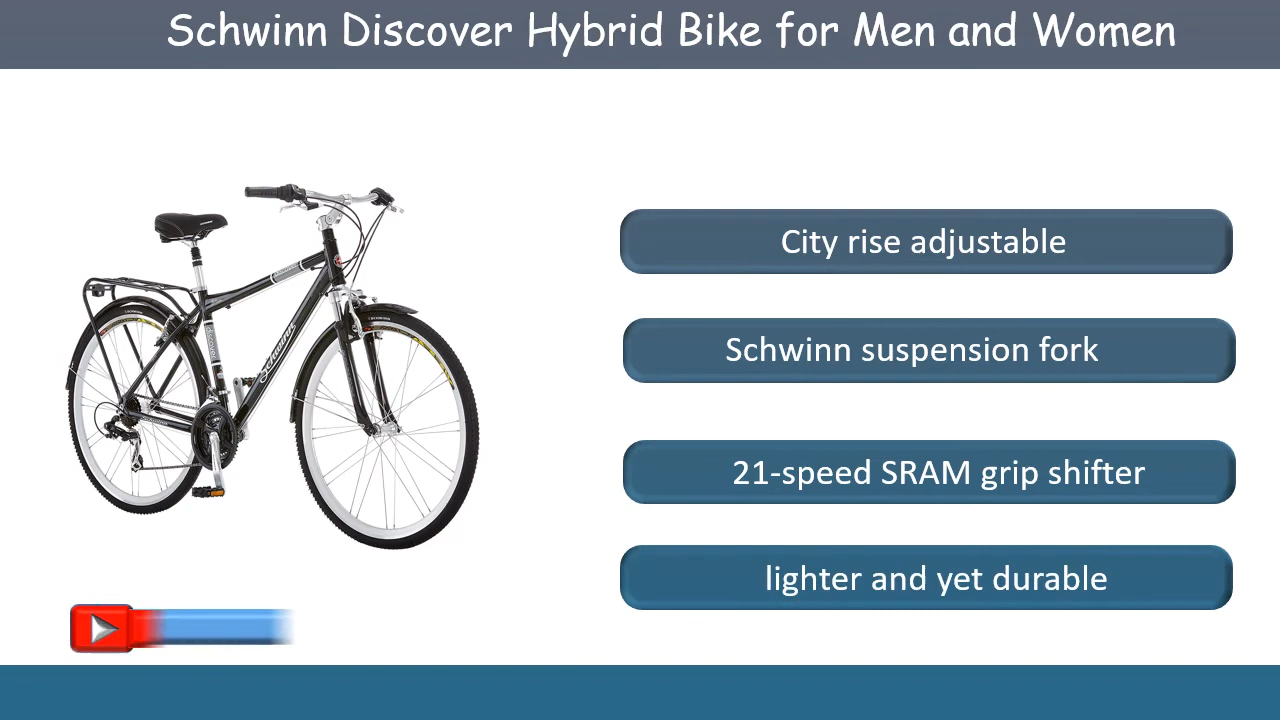 Schwinn Discover Hybrid Bike for Men and Women
City rise adjustable
Schwinn suspension fork
21-speed SRAM grip shifter
lighter and yet durable
Schwinn